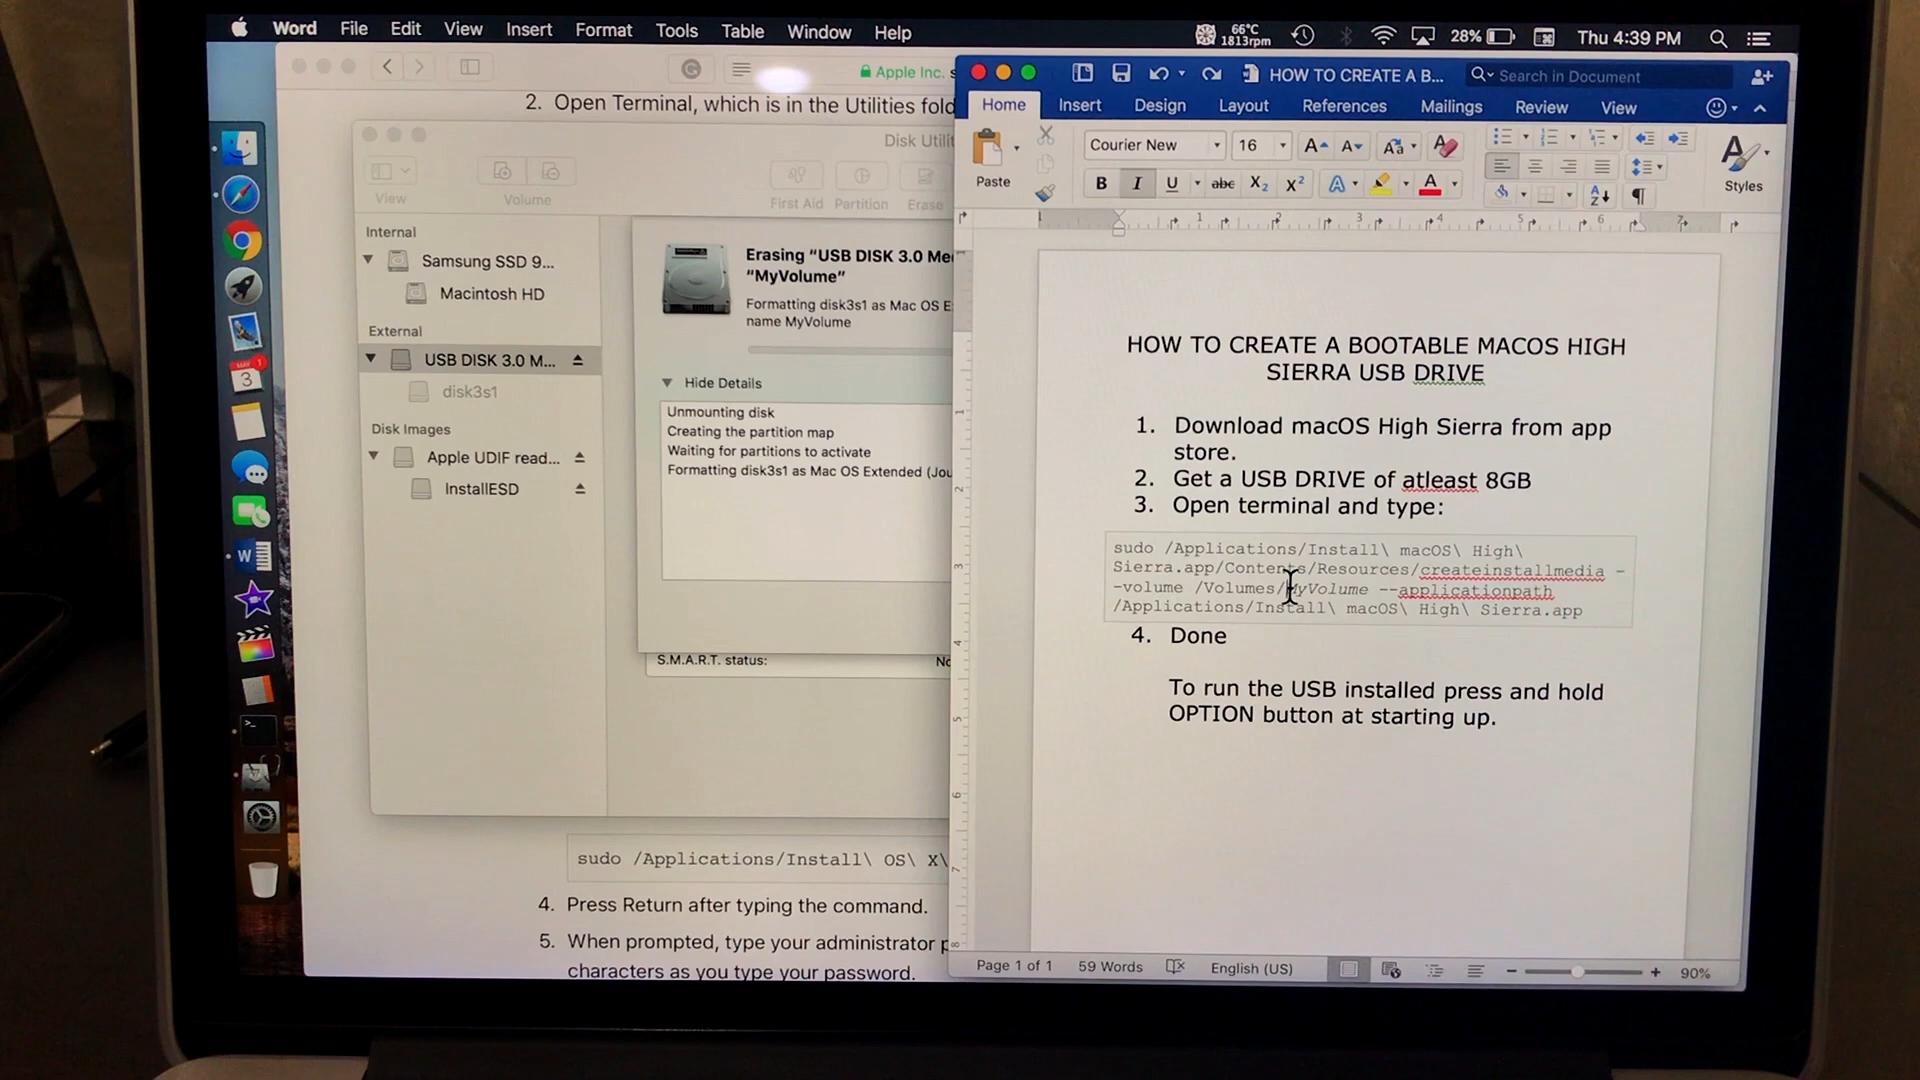 Word File Edit View Insert Format Tools Table Window Help
66°C
1813rpm
28% Thu 4:39 PM
Apple Inc.
2. Open Terminal, which is in the Utilities fold
Disk Utili
View
Volume
First Aid Partition Erase
Internal
Samsung SSD 9...
Macintosh HD
External
USB DISK 3.0 M...
disk3s1
Disk Images
Apple UDIF read...
InstallESD
Erasing “USB DISK 3.0 Me
“MyVolume”
Formatting disk3s1 as Mac OS E
name MyVolume
Hide Details
Unmounting disk
Creating the partition map
Waiting for partitions to activate
Formatting disk3s1 as Mac OS Extended (Jou
S.M.A.R.T. status: No
sudo /Applications/Install\ OS\ X\
4. Press Return after typing the command.
5. When prompted, type your administrator p
characters as you type your password.
HOW TO CREATE A B... Search in Document
Home Insert Design Layout References Mailings Review View
Paste
Courier New 16
Styles
HOW TO CREATE A BOOTABLE MACOS HIGH
SIERRA USB DRIVE
1. Download macOS High Sierra from app
store.
2. Get a USB DRIVE of atleast 8GB
3. Open terminal and type:
sudo /Applications/Install\ macOS\ High\
Sierra.app/Contents/Resources/createinstallmedia -
-volume /Volumes/MyVolume --applicationpath
/Applications/Install\ macOS\ High\ Sierra.app
4. Done
To run the USB installed press and hold
OPTION button at starting up.
Page 1 of 1 59 Words English (US) 90%